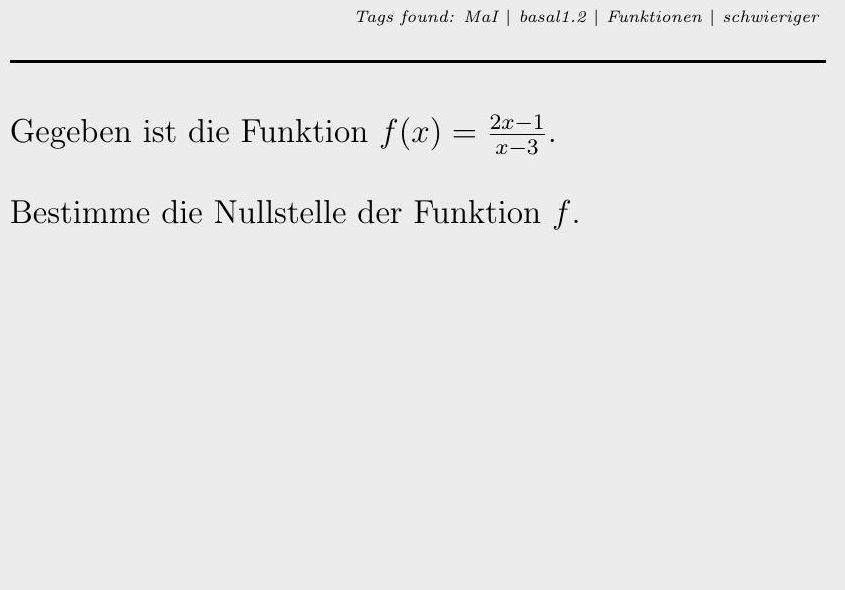 Tags found: MaI | basal1.2 | Funktionen | schwieriger
Gegeben ist die Funktion f(x) = \frac{2x−1}{x−3}.
Bestimme die Nullstelle der Funktion f.